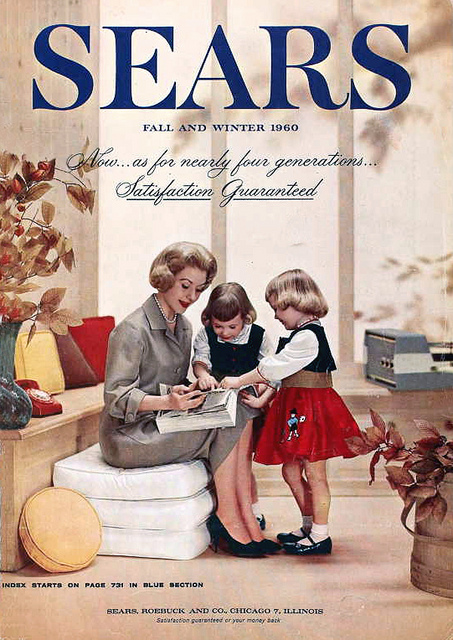 SEARS
FALL AND WINTER 1960
Now...as for nearly four generations...
Satisfaction Guaranteed
INDEX STARTS ON PAGE 731 IN BLUE SECTION
SEARS, ROEBUCK AND CO., CHICAGO 7, ILLINOIS
Satisfaction guaranteed or your money back